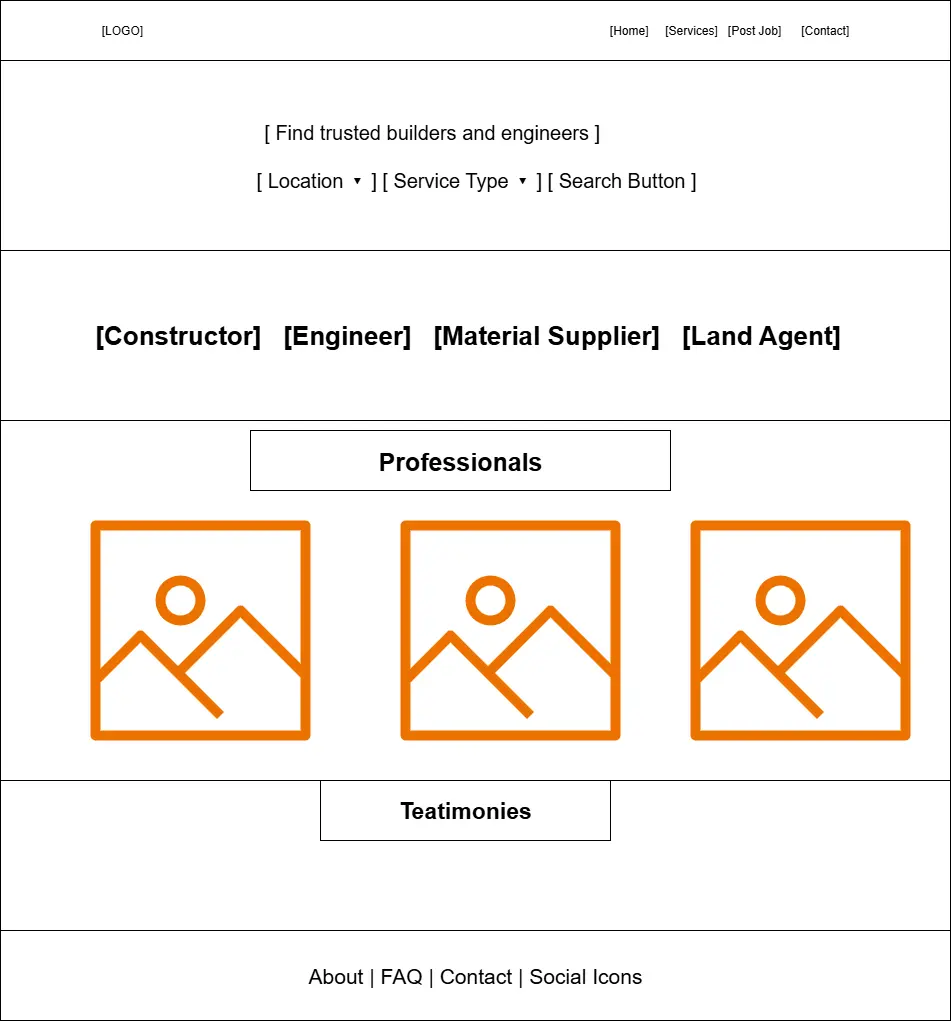 [LOGO] [Home] [Services] [Post Job] [Contact]
[ Find trusted builders and engineers ]
[ Location ▼ ] [ Service Type ▼ ] [ Search Button ]
[Constructor] [Engineer] [Material Supplier] [Land Agent]
Professionals
Teatimonies
About | FAQ | Contact | Social Icons